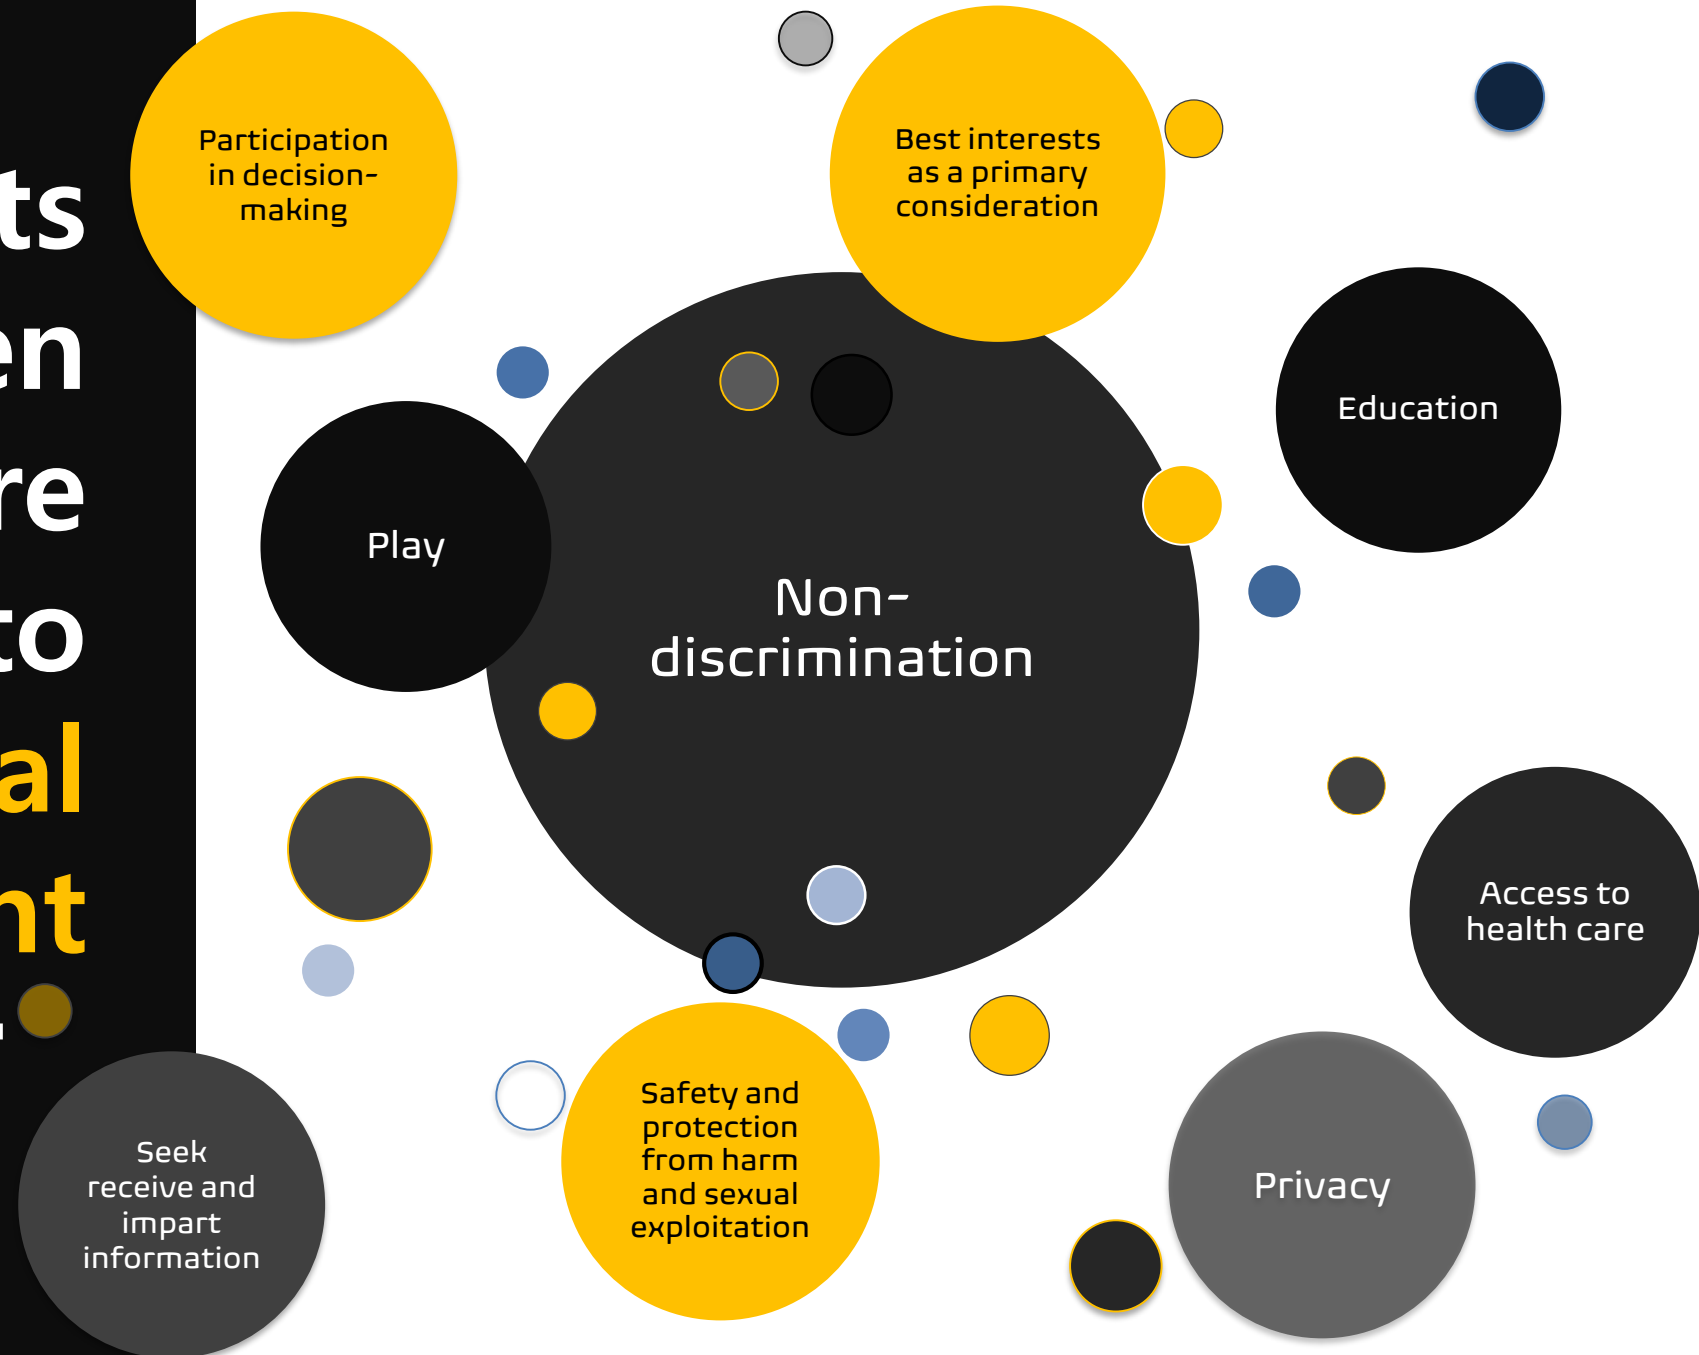 Participation
in decision-
making
Best interests
as a primary
consideration
Education
Play
Non-
discrimination
Access to
health care
Safety and
protection
from harm
and sexual
exploitation
Privacy
Seek
receive and
impart
information
ts
en
re
to
al
nt